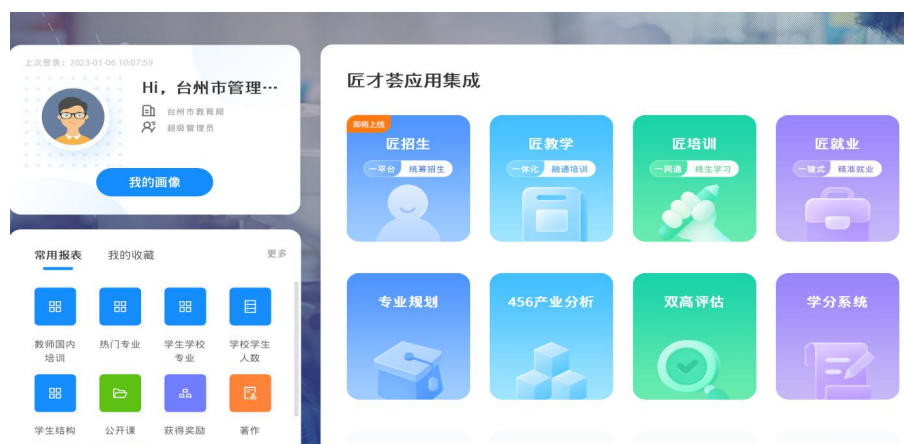 上次登录：2023-01-06 10:07:59
Hi，台州市管理···
台州市教育局
超级管理员
我的画像
常用报表 我的收藏 更多
教师国内
培训
热门专业
学生学校
专业
学校学生
人数
学生结构
公开课
获得奖励
著作
匠才荟应用集成
即将上线
匠招生
一平台 统筹招生
匠教学
一体化 融通培训
匠培训
一网通 终生学习
匠就业
一键式 精准就业
专业规划
456产业分析
双高评估
学分系统